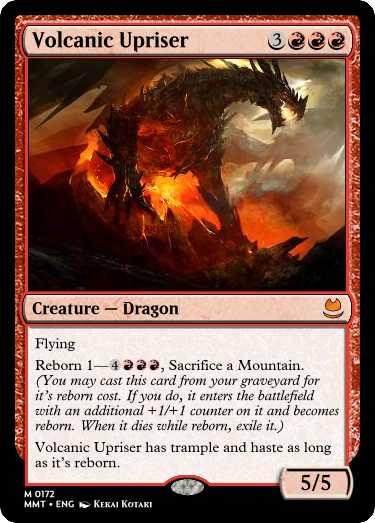 Volcanic Upriser 3
Creature — Dragon
Flying
Reborn 1—4, Sacrifice a Mountain.
(You may cast this card from your graveyard for
it's reborn cost. If you do, it enters the battlefield
with an additional +1/+1 counter on it and becomes
reborn. When it dies while reborn, exile it.)
Volcanic Upriser has trample and haste as long
as it's reborn.
5/5
M 0172
MMT • ENG Kekai Kotaki